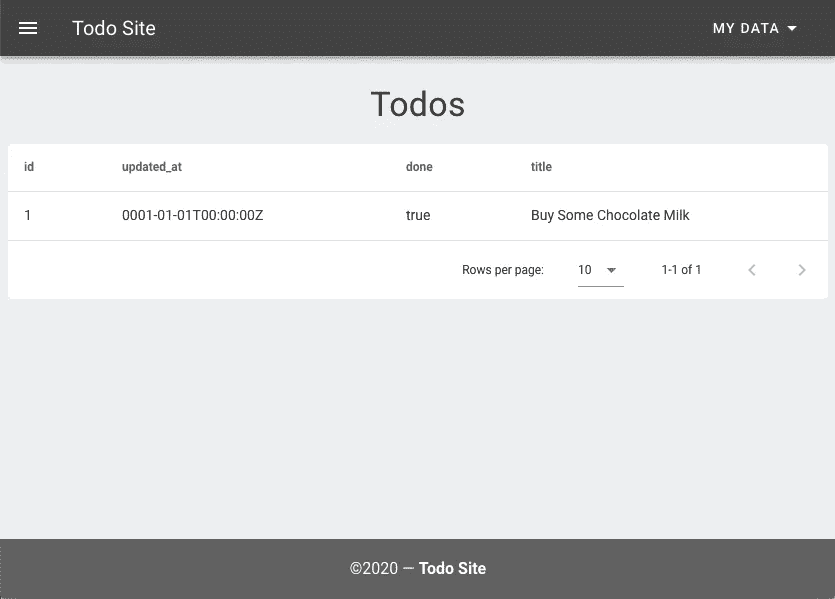 Todo Site MY DATA
Todos
id updated_at done title
1 0001-01-01T00:00:00Z true Buy Some Chocolate Milk
Rows per page: 10 1-1 of 1
©2020 — Todo Site